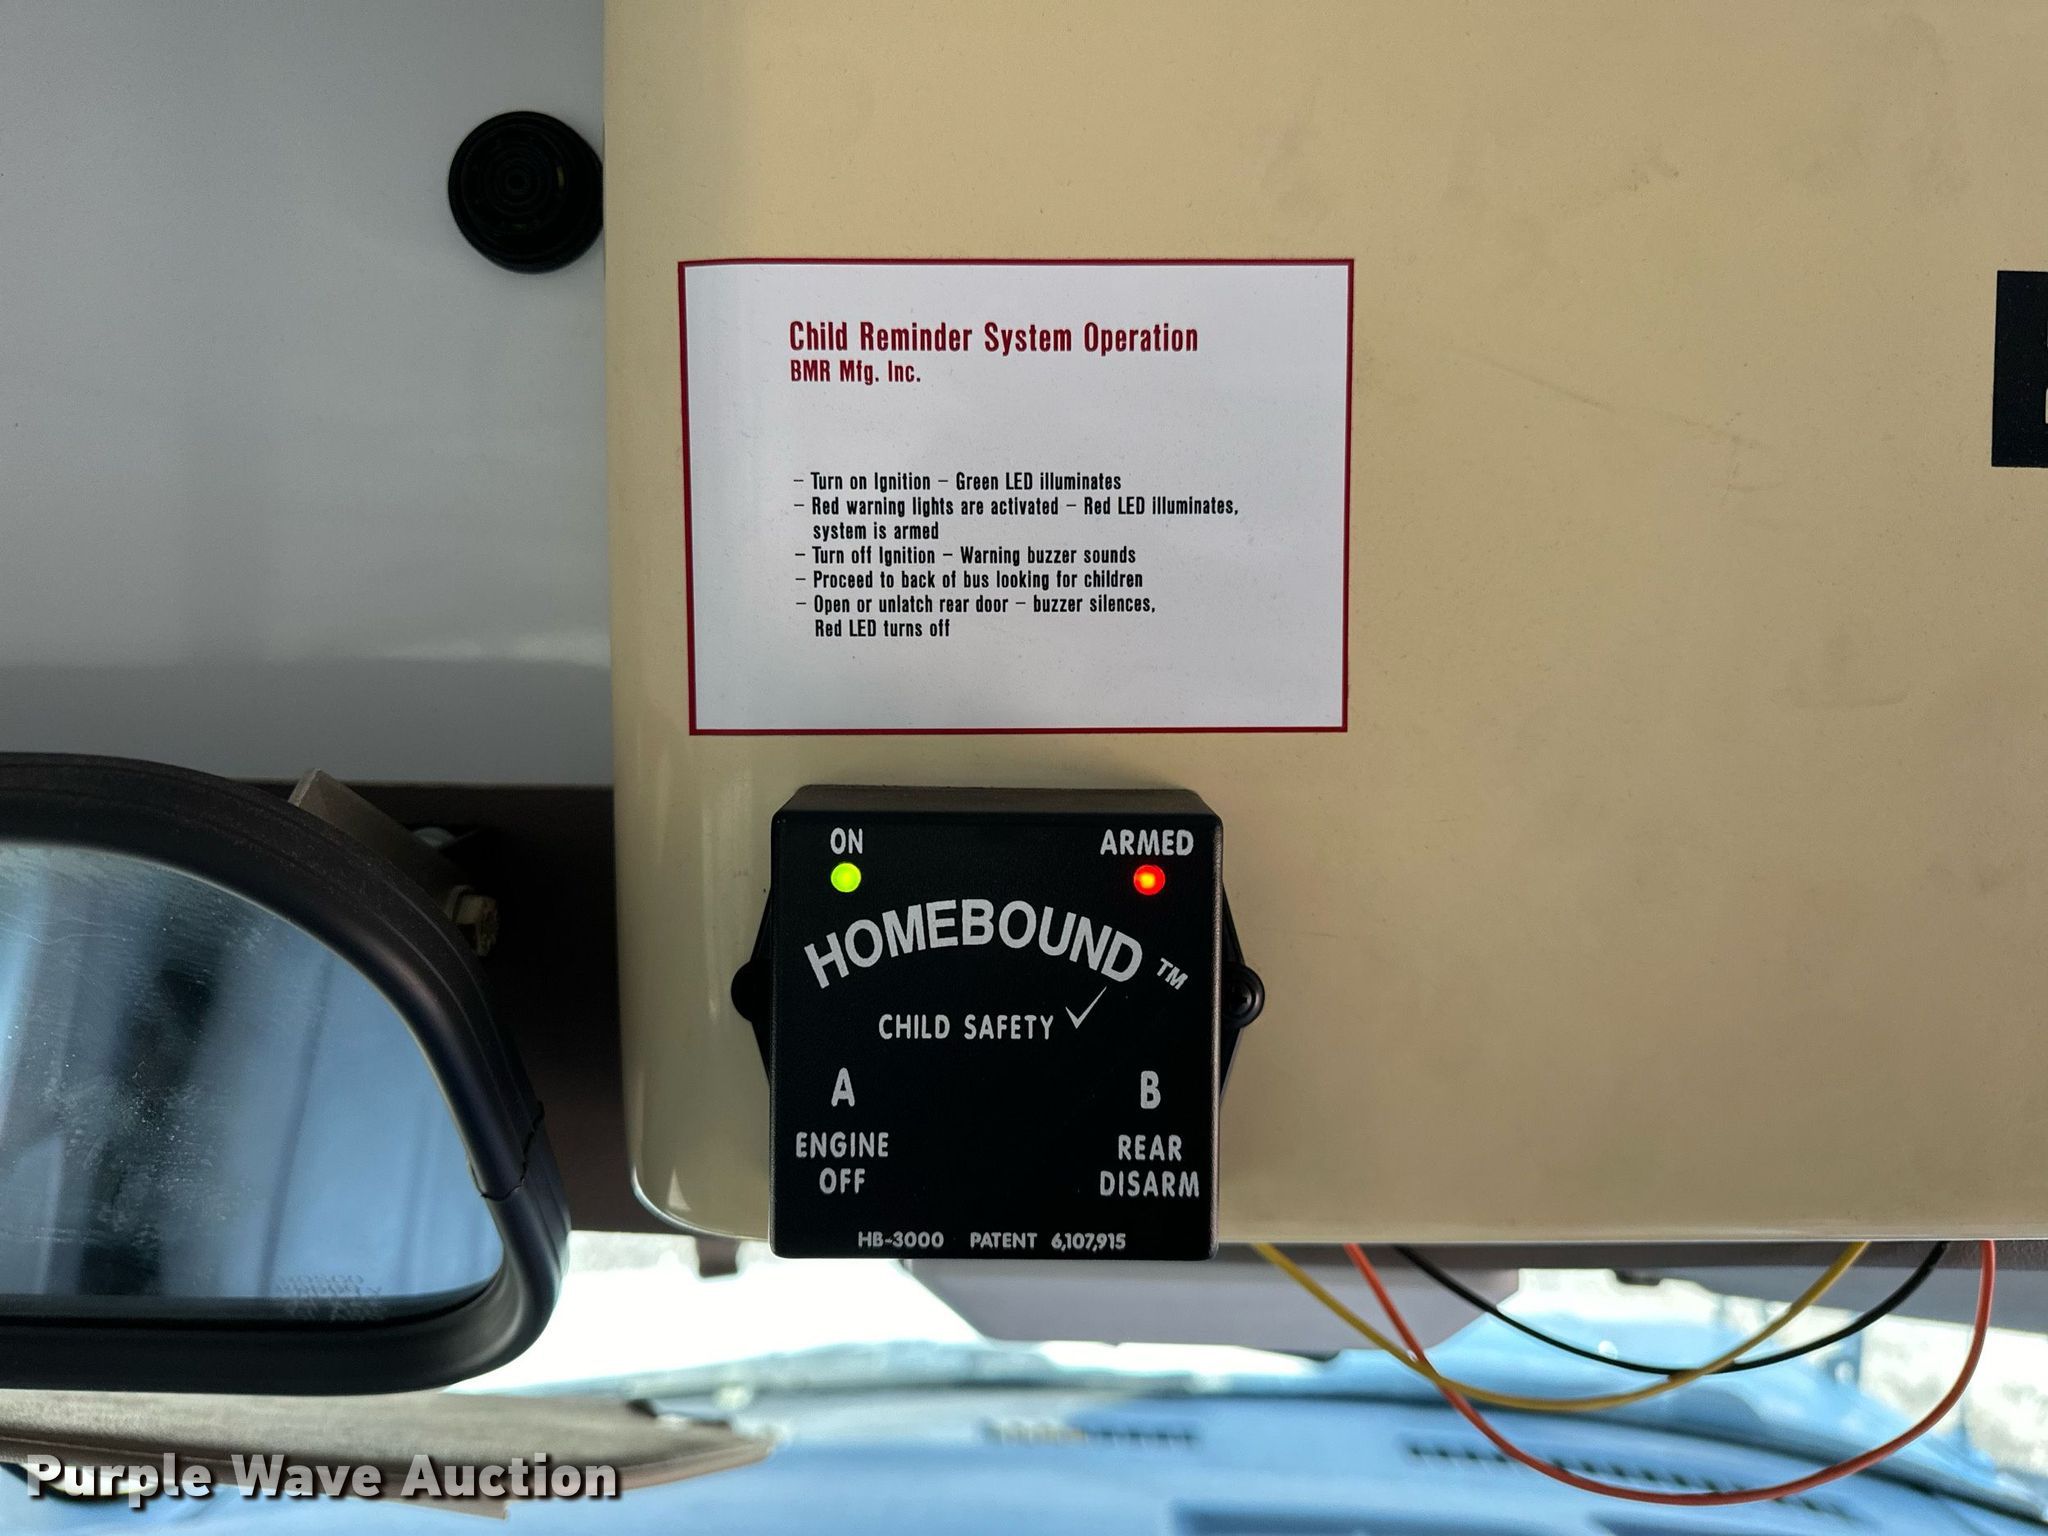 Child Reminder System Operation
BMR Mfg. Inc.
– Turn on Ignition – Green LED illuminates
– Red warning lights are activated – Red LED illuminates,
system is armed
– Turn off Ignition – Warning buzzer sounds
– Proceed to back of bus looking for children
– Open or unlatch rear door – buzzer silences,
Red LED turns off
ON ARMED
HOMEBOUND™
CHILD SAFETY ✓
A B
ENGINE REAR
OFF DISARM
HB-3000 PATENT 6,107,915
Purple Wave Auction